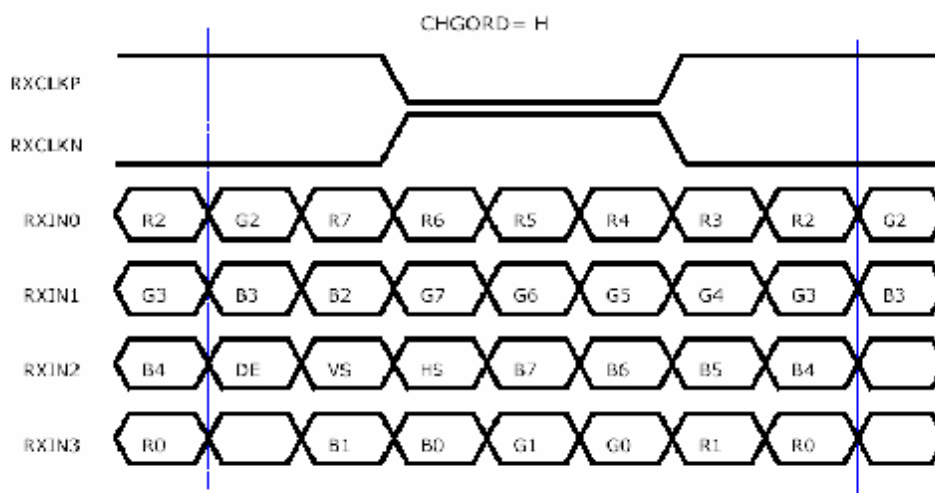 CHGORD= H
RXCLKP
RXCLKN
RXIN0 R2 G2 R7 R6 R5 R4 R3 R2 G2
RXIN1 G3 B3 B2 G7 G6 G5 G4 G3 B3
RXIN2 B4 DE VS HS B7 B6 B5 B4
RXIN3 R0 B1 B0 G1 G0 R1 R0